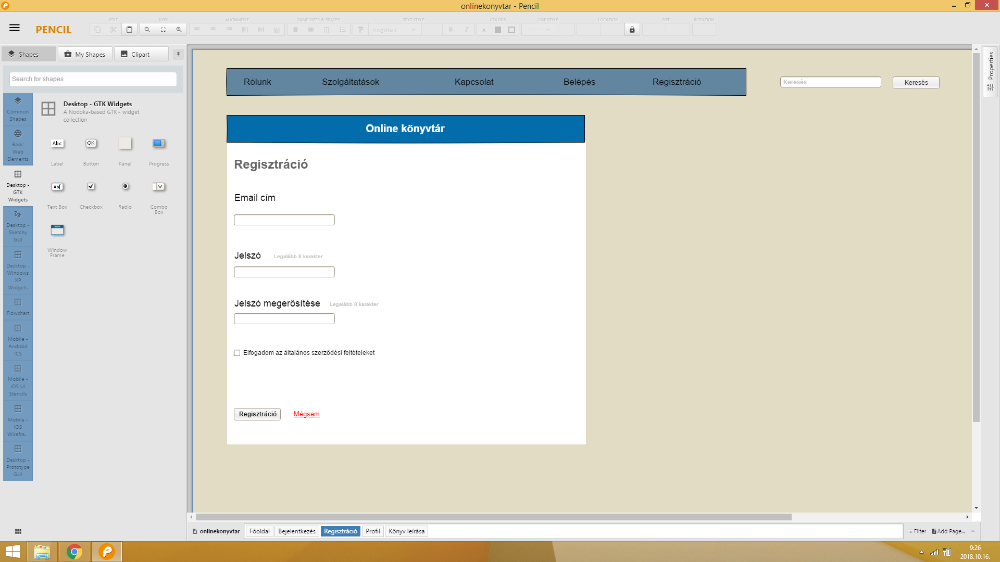 onlinekonyvtar - Pencil
PENCIL
EDIT
100%
ALIGNMENT
SAME SIZES & SPACES
TEXT STYLE
COLORS
LINE STYLE
LOCATION
SIZE
ROTATION
AcqdEfef
B
I
A
Shapes
My Shapes
Clipart
Search for shapes
Common
Shapes
Basic
Web
Elements
Desktop -
GTK
Widgets
Desktop -
Sketchy
GUI
Desktop -
Windows
XP
Widgets
Flowchart
Mobile -
Android
ICS
Mobile -
iOS UI
Stencils
Mobile -
iOS
Wirefra...
Desktop -
Prototype
GUI
Desktop - GTK Widgets
A Nodoka-based GTK+ widget
collection
Abc
OK
Label
Button
Panel
Progress
Abc
Text Box
Checkbox
Radio
Combo
Box
Window
Frame
Rólunk
Szolgáltatások
Kapcsolat
Belépés
Regisztráció
Keresés
Keresés
Properties
Online könyvtár
Regisztráció
Email cím
Jelszó
Legalább 8 karakter
Jelszó megerősítése
Legalább 8 karakter
Elfogadom az általános szerződési feltételeket
Regisztráció
Mégsem
onlinekonyvtar
Főoldal
Bejelentkezés
Regisztráció
Profil
Könyv leírása
Filter
Add Page...
9:26
2018.10.16.